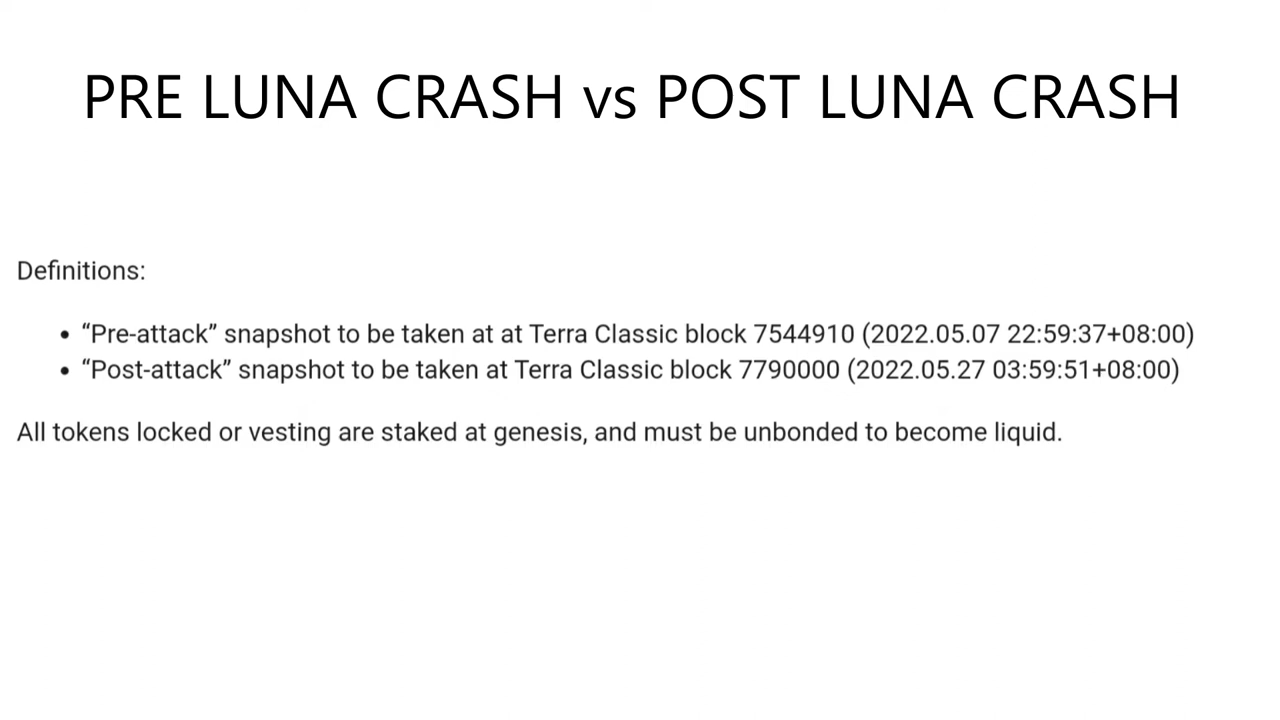 PRE LUNA CRASH vs POST LUNA CRASH
Definitions:
• “Pre-attack” snapshot to be taken at at Terra Classic block 7544910 (2022.05.07 22:59:37+08:00)
• “Post-attack” snapshot to be taken at Terra Classic block 7790000 (2022.05.27 03:59:51+08:00)
All tokens locked or vesting are staked at genesis, and must be unbonded to become liquid.